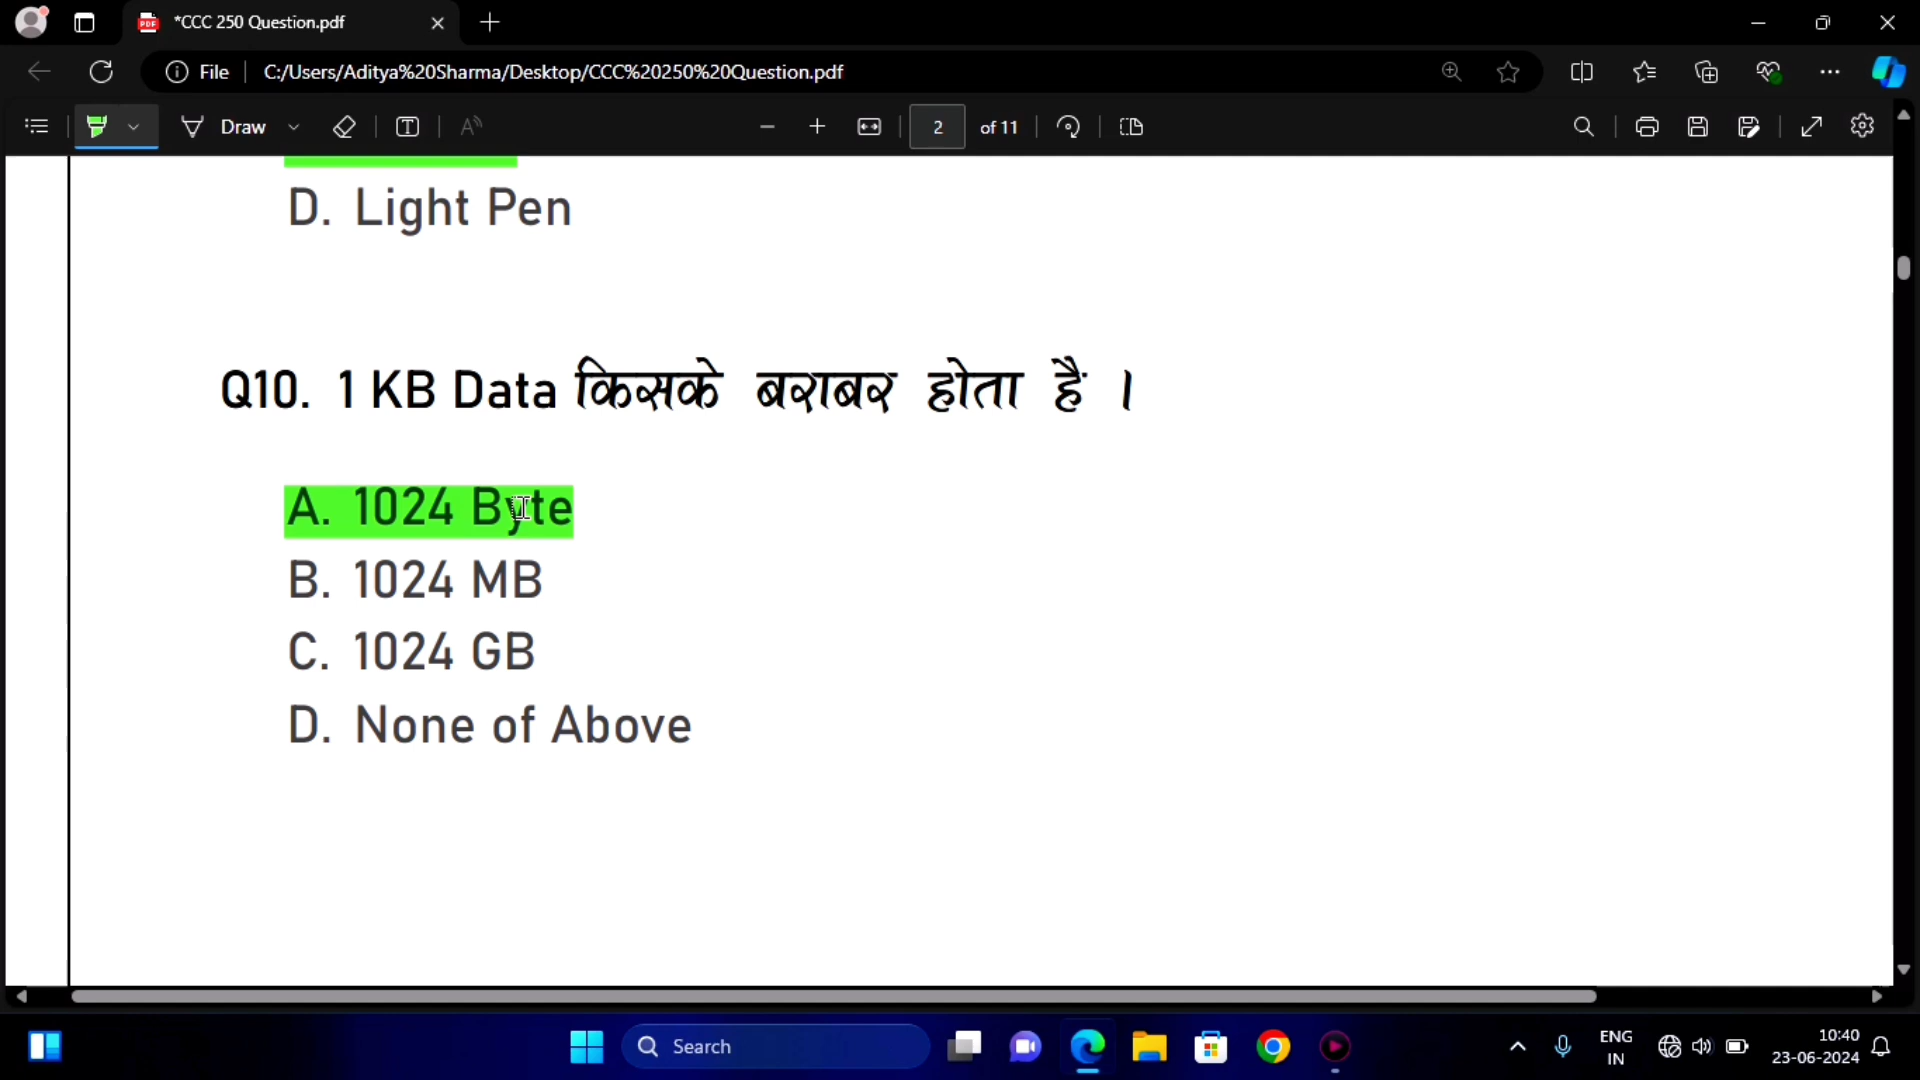 *CCC 250 Question.pdf
File
C:/Users/Aditya%20Sharma/Desktop/CCC%20250%20Question.pdf
Draw
2
of 11
D. Light Pen
Q10. 1 KB Data किसके बराबर होता है ।
A. 1024 Byte
B. 1024 MB
C. 1024 GB
D. None of Above
Search
ENG
IN
10:40
23-06-2024